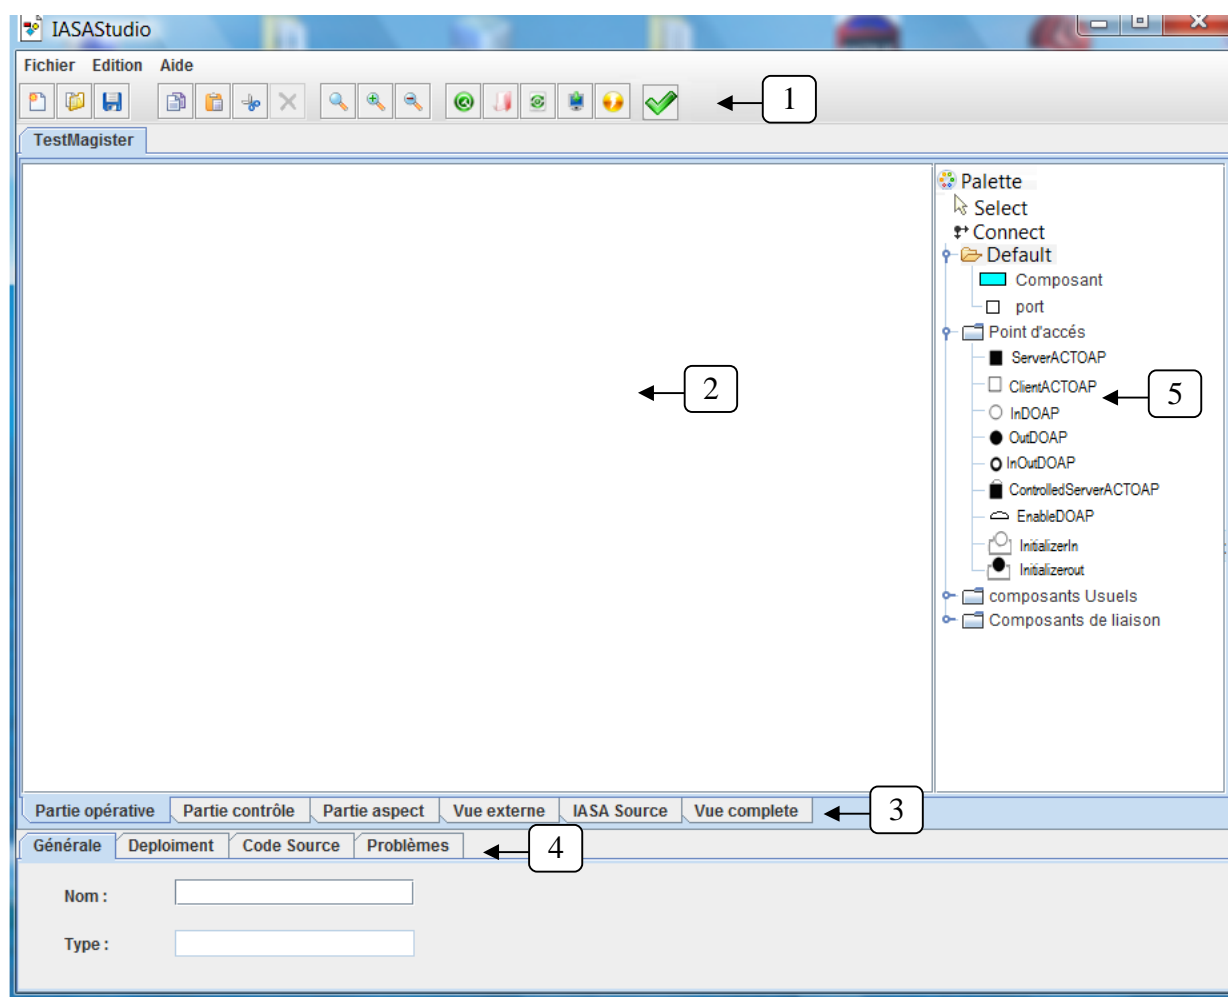 IASAStudio
Fichier Edition Aide
1
TestMagister
Palette
Select
Connect
Default
Composant
port
Point d'accés
ServerACTOAP
2
ClientACTOAP
5
InDOAP
OutDOAP
InOutDOAP
ControlledServerACTOAP
EnableDOAP
InitializerIn
Initializerout
composants Usuels
Composants de liaison
Partie opérative Partie contrôle Partie aspect Vue externe IASA Source Vue complete 3
Générale Deploiment Code Source Problèmes 4
Nom :
Type :